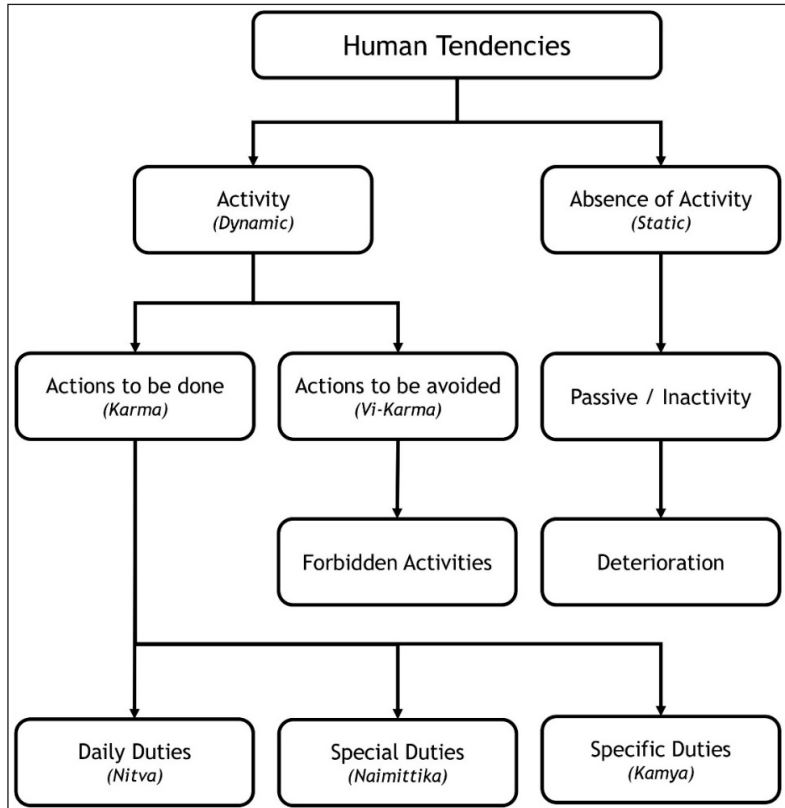 Human Tendencies
Activity
(Dynamic)
Absence of Activity
(Static)
Actions to be done
(Karma)
Actions to be avoided
(Vi-Karma)
Passive / Inactivity
Forbidden Activities
Deterioration
Daily Duties
(Nitva)
Special Duties
(Naimittika)
Specific Duties
(Kamya)